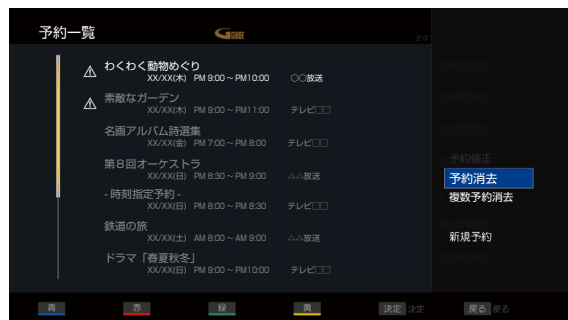 予約一覧
GGUIDE
20
わくわく動物めぐり
XX/XX(木) PM 9:00～PM10:00 ○○放送
素敵なガーデン
XX/XX(木) PM 9:00～PM11:00 テレビ□□
名画アルバム詩選集
XX/XX(金) PM 7:00～PM 8:00 テレビ□□
第8回オーケストラ
XX/XX(日) PM 8:30～PM 9:00 △△放送
- 時刻指定予約 -
XX/XX(日) PM 8:00～PM 8:30 テレビ□□
鉄道の旅
XX/XX(土) AM 8:00～AM 9:00 △△放送
ドラマ「春夏秋冬」
XX/XX(日) PM 9:00～PM10:00 テレビ□□
予約修正
予約消去
複数予約消去
新規予約
青 赤 緑 黄 決定 決定 戻る 戻る